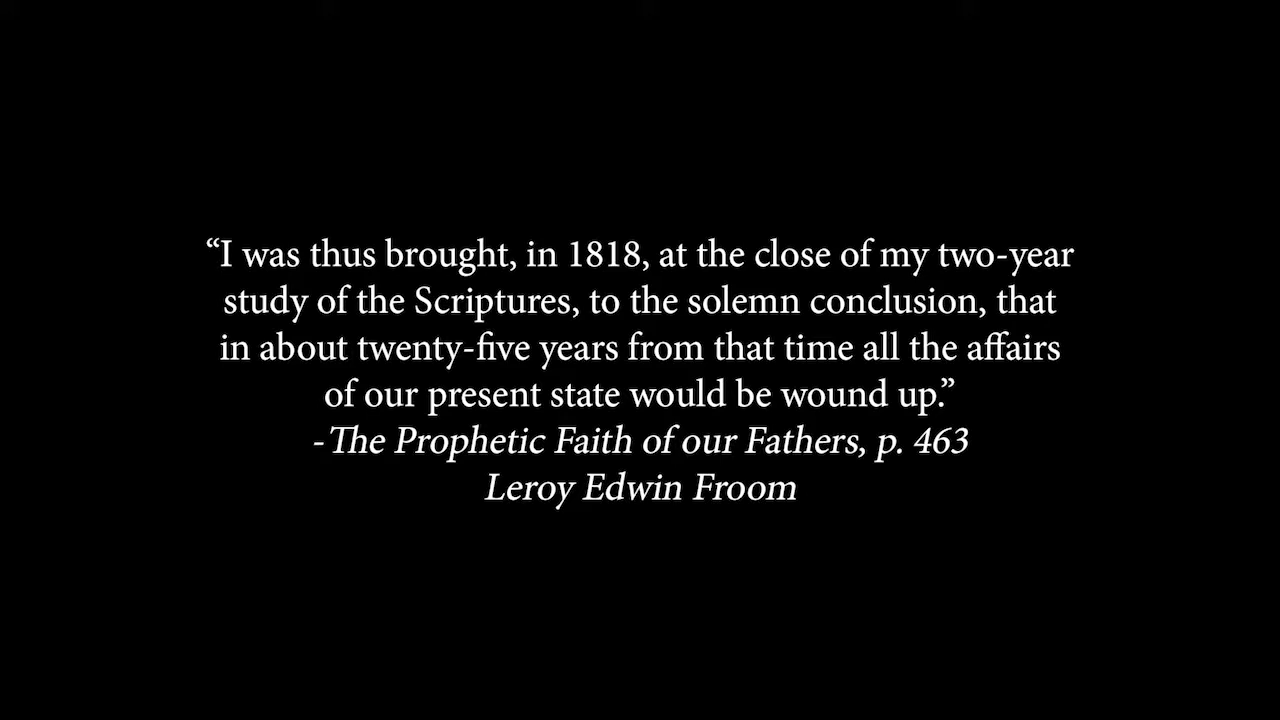 “I was thus brought, in 1818, at the close of my two-year
study of the Scriptures, to the solemn conclusion, that
in about twenty-five years from that time all the affairs
of our present state would be wound up.”
-The Prophetic Faith of our Fathers, p. 463
Leroy Edwin Froom